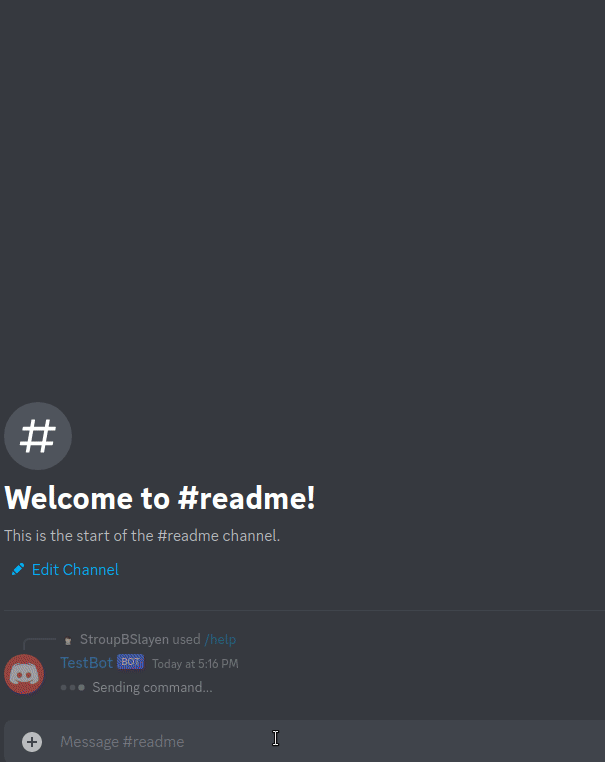 #
Welcome to #readme!
This is the start of the #readme channel.
Edit Channel
StroupBSlayen used /help
TestBot BOT Today at 5:16 PM
Sending command...
Message #readme